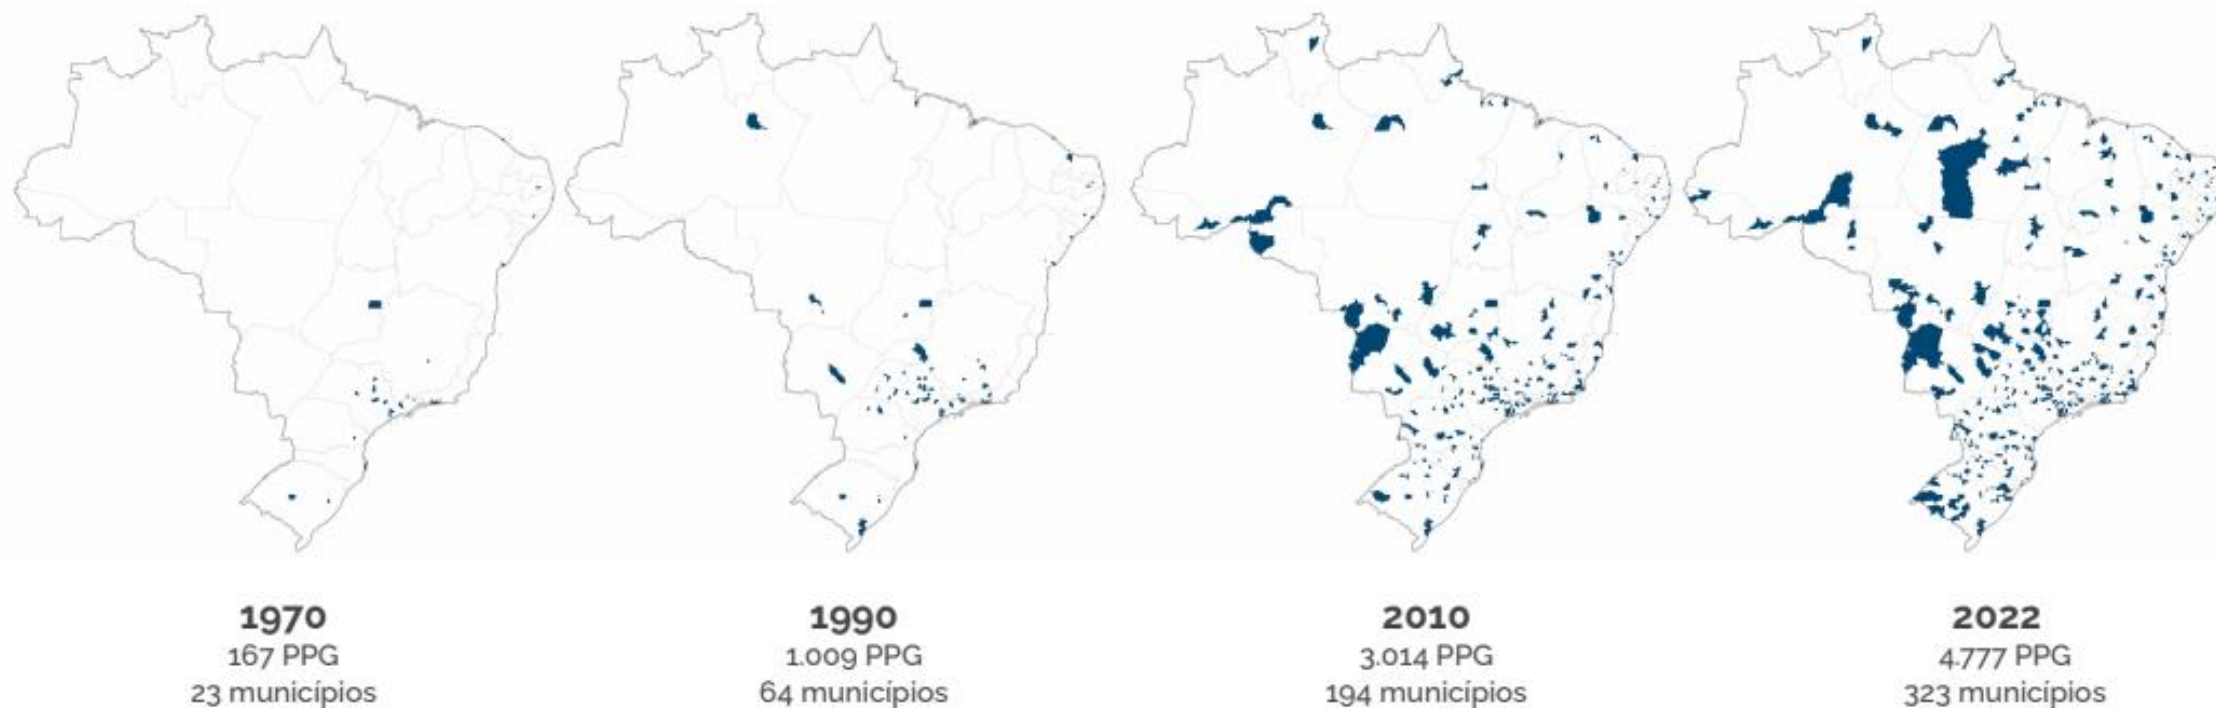 1970
167 PPG
23 municípios
1990
1.009 PPG
64 municípios
2010
3.014 PPG
194 municípios
2022
4.777 PPG
323 municípios